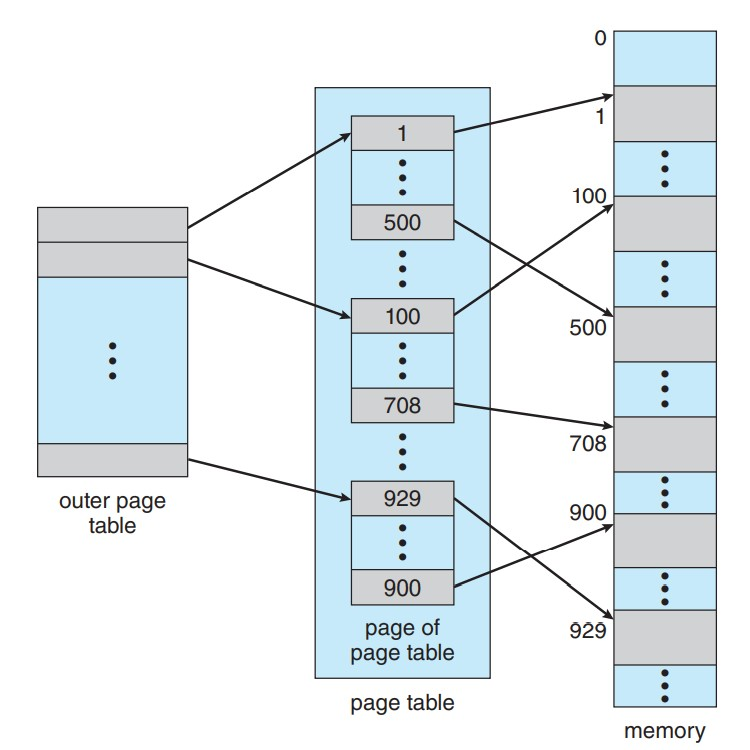 outer page
table
1
500
100
708
929
900
page of
page table
page table
0
1
100
500
708
900
929
memory